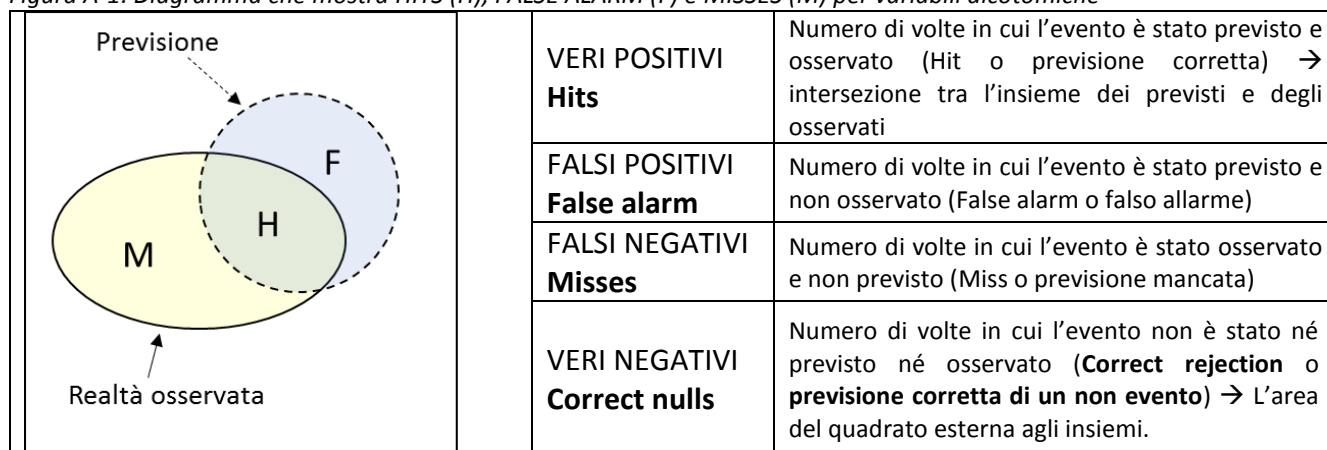 Figura A-1. Diagramma che mostra HITS (H), FALSE ALARM (F) e MISSES (M) per variabili dicotomiche
Previsione
F
H
M
Realtà osservata
VERI POSITIVI
Hits
Numero di volte in cui l’evento è stato previsto e
osservato (Hit o previsione corretta) →
intersezione tra l’insieme dei previsti e degli
osservati
FALSI POSITIVI
False alarm
Numero di volte in cui l’evento è stato previsto e
non osservato (False alarm o falso allarme)
FALSI NEGATIVI
Misses
Numero di volte in cui l’evento è stato osservato
e non previsto (Miss o previsione mancata)
VERI NEGATIVI
Correct nulls
Numero di volte in cui l’evento non è stato né
previsto né osservato (Correct rejection o
previsione corretta di un non evento) → L’area
del quadrato esterna agli insiemi.